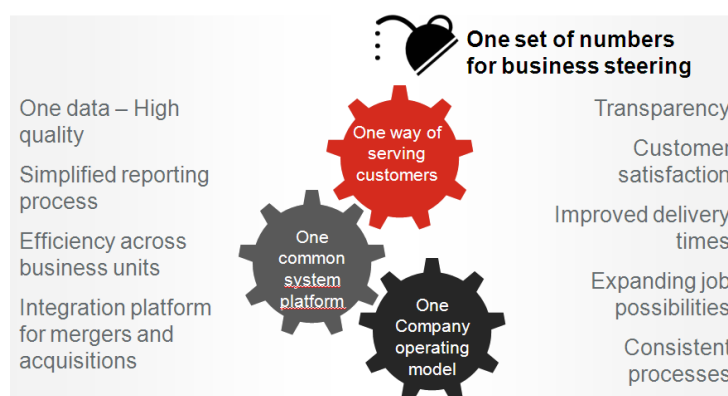 One set of numbers
for business steering
One data – High
quality
Simplified reporting
process
Efficiency across
business units
Integration platform
for mergers and
acquisitions
One way of
serving
customers
One
common
system
platform
One
Company
operating
model
Transparency
Customer
satisfaction
Improved delivery
times
Expanding job
possibilities
Consistent
processes